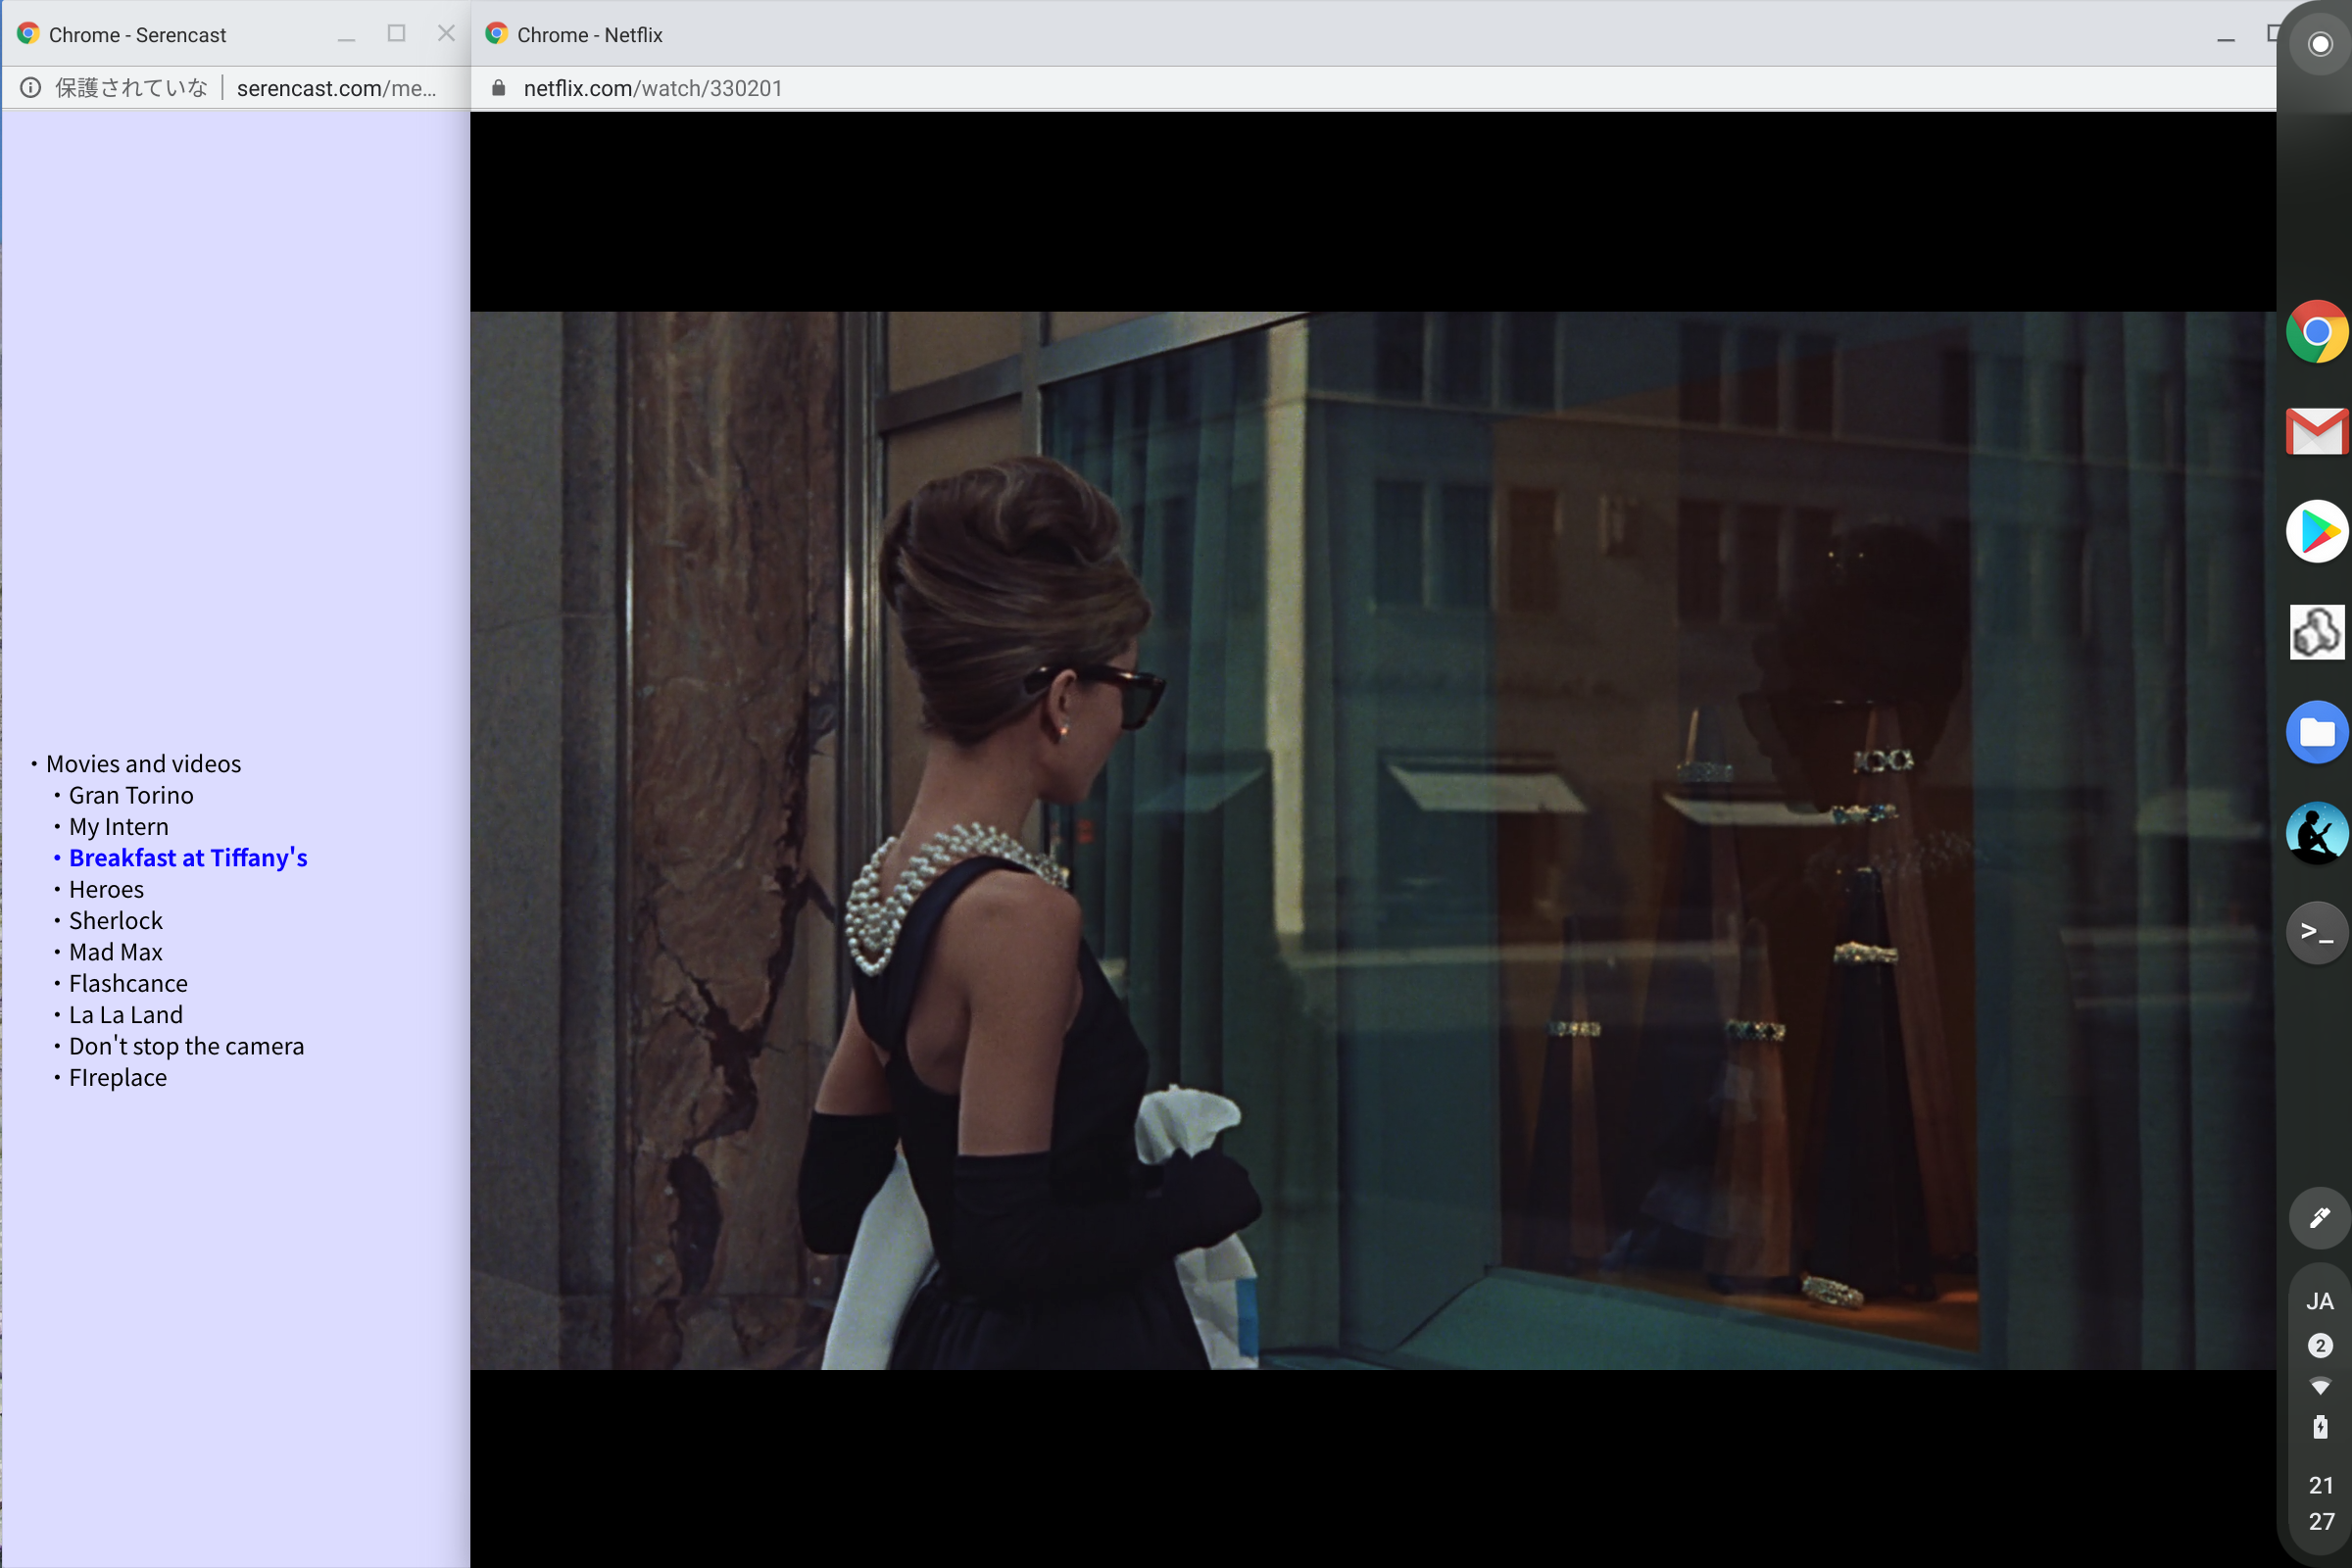 Chrome - Serencast
保護されていな
serencast.com/me...
Chrome - Netflix
netflix.com/watch/330201
・Movies and videos
・Gran Torino
・My Intern
・Breakfast at Tiffany's
・Heroes
・Sherlock
・Mad Max
・Flashcance
・La La Land
・Don't stop the camera
・FIreplace
>_
JA
2
21
27